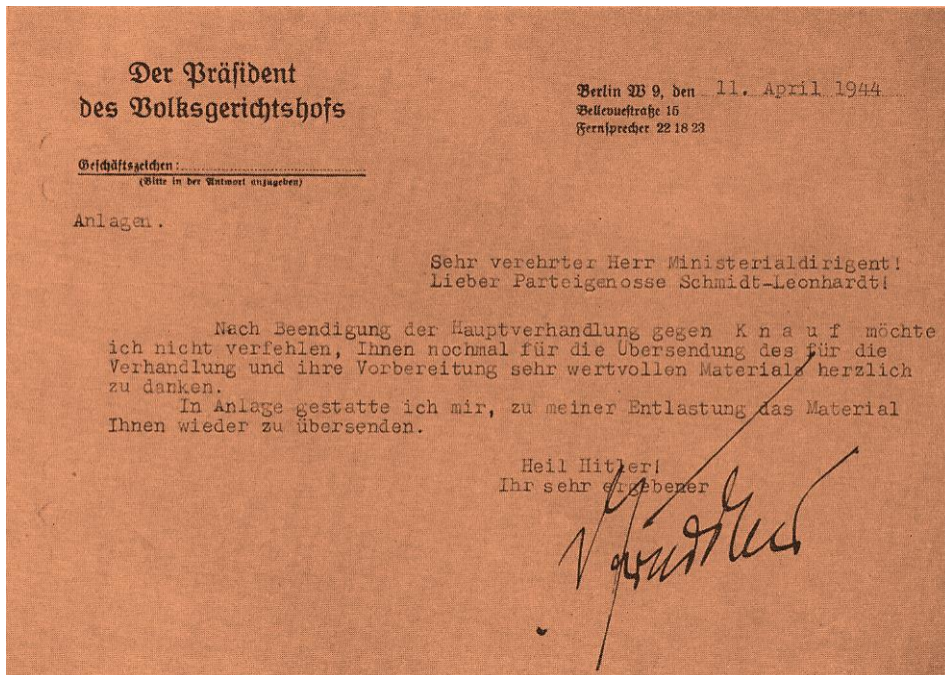 Der Präsident
des Volksgerichtshofs
Berlin W 9, den 11. April 1944
Bellevuestraße 15
Fernsprecher 22 18 23
Geschäftszeichen:
(Bitte in der Antwort anzugeben)
Anlagen.
Sehr verehrter Herr Ministerialdirigent!
Lieber Parteigenosse Schmidt-Leonhardt!
Nach Beendigung der Hauptverhandlung gegen K n a u f möchte
ich nicht verfehlen, Ihnen nochmal für die Übersendung des für die
Verhandlung und ihre Vorbereitung sehr wertvollen Materials herzlich
zu danken.
In Anlage gestatte ich mir, zu meiner Entlastung das Material
Ihnen wieder zu übersenden.
Heil Hitler!
Ihr sehr ergebener